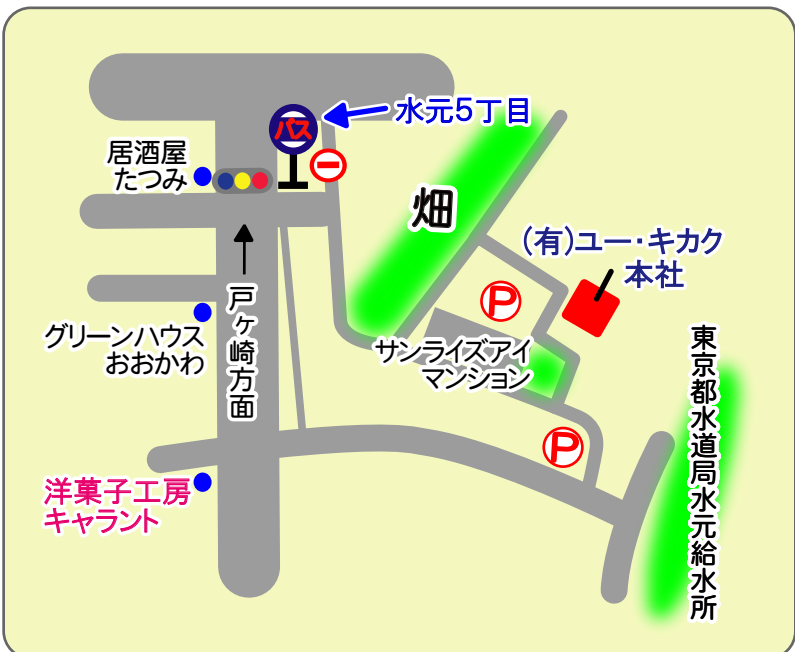 水元5丁目
バス
居酒屋
たつみ
畑
(有)ユー・キカク
本社
P
戸ヶ崎方面
グリーンハウス
おおかわ
サンライズアイ
マンション
東京都水道局水元給水所
P
洋菓子工房
キャラント